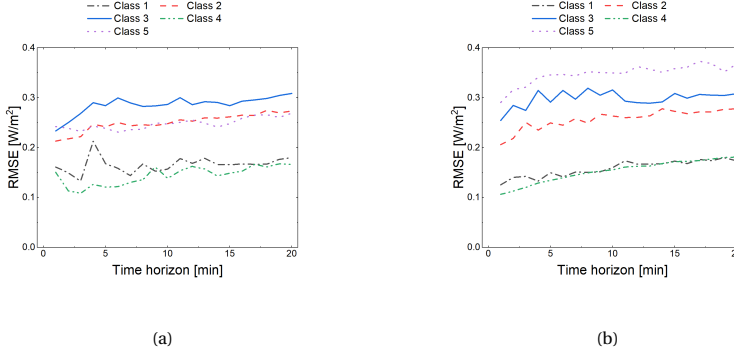 Class 1 Class 2
Class 3 Class 4
Class 5
0.4
0.3
0.2
0.1
0.0
RMSE [W/m²]
0 5 10 15 20
Time horizon [min]
(a)
Class 1 Class 2
Class 3 Class 4
Class 5
0.4
0.3
0.2
0.1
0.0
RMSE [W/m²]
0 5 10 15 20
Time horizon [min]
(b)